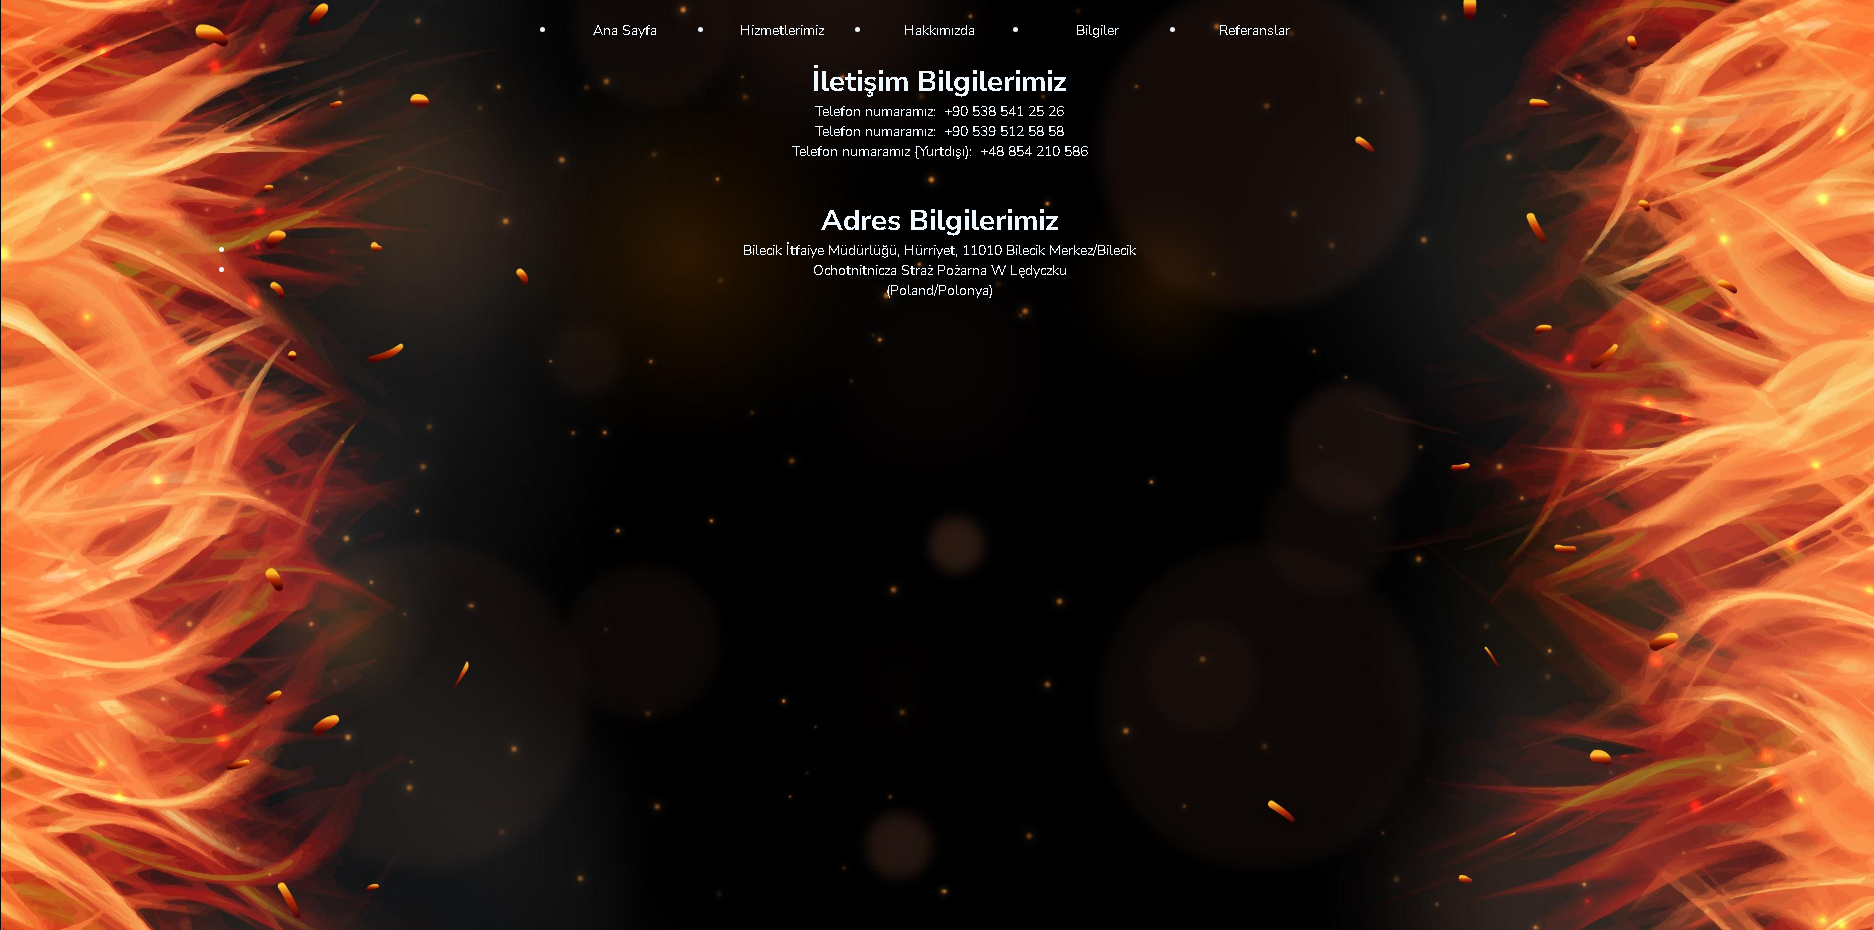 Ana Sayfa Hizmetlerimiz Hakkımızda Bilgiler Referanslar
İletişim Bilgilerimiz
Telefon numaramız: +90 538 541 25 26
Telefon numaramız: +90 539 512 58 58
Telefon numaramız {Yurtdışı): +48 854 210 586
Adres Bilgilerimiz
Bilecik İtfaiye Müdürlüğü, Hürriyet, 11010 Bilecik Merkez/Bilecik
Ochotnitnicza Straż Pożarna W Lędyczku
(Poland/Polonya)